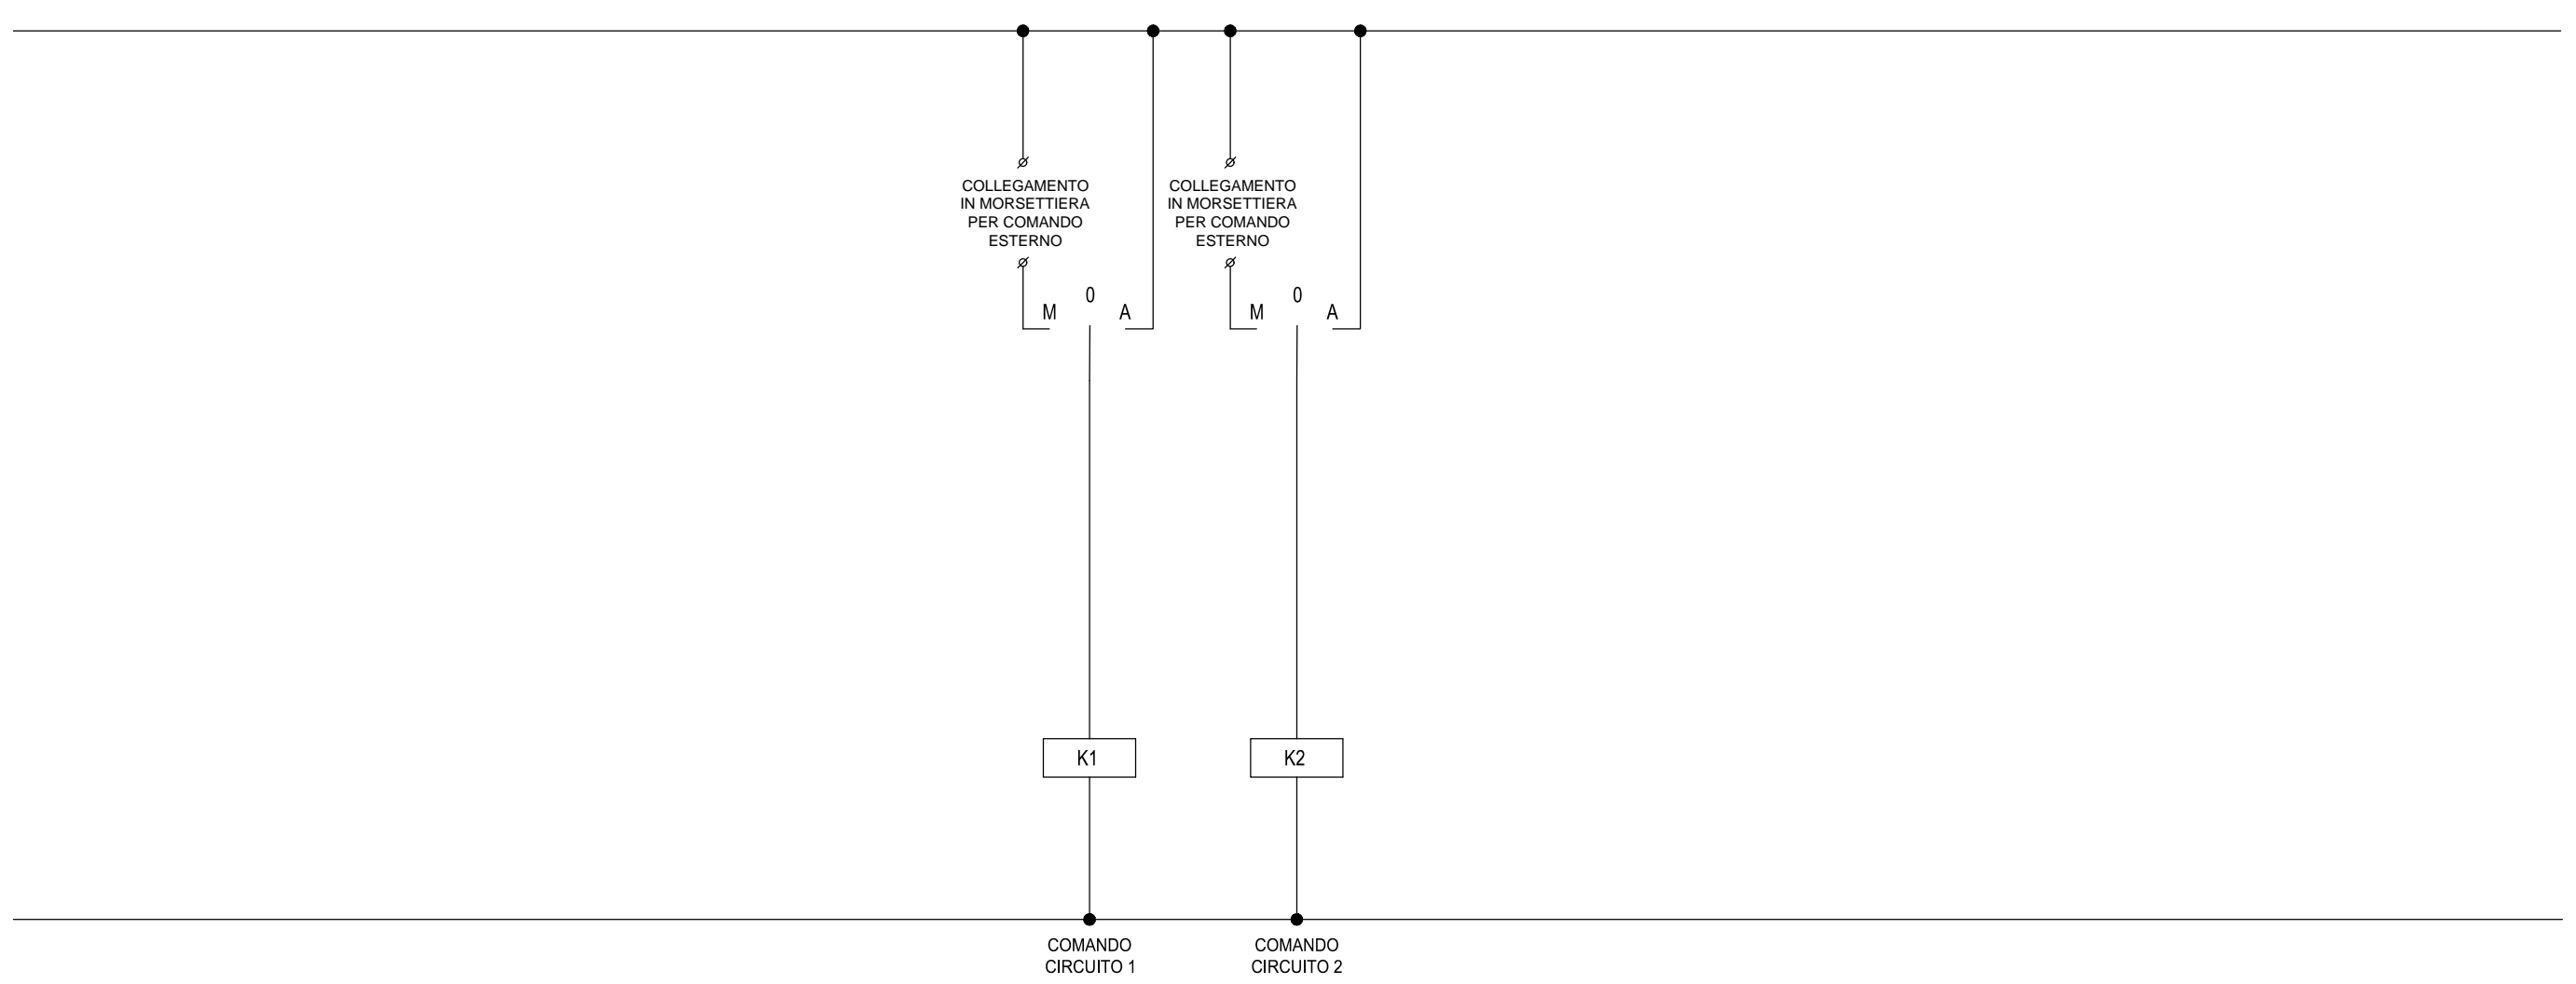 COLLEGAMENTO
IN MORSETTIERA
PER COMANDO
ESTERNO
COLLEGAMENTO
IN MORSETTIERA
PER COMANDO
ESTERNO
M 0 A
M 0 A
K1
K2
COMANDO
CIRCUITO 1
COMANDO
CIRCUITO 2